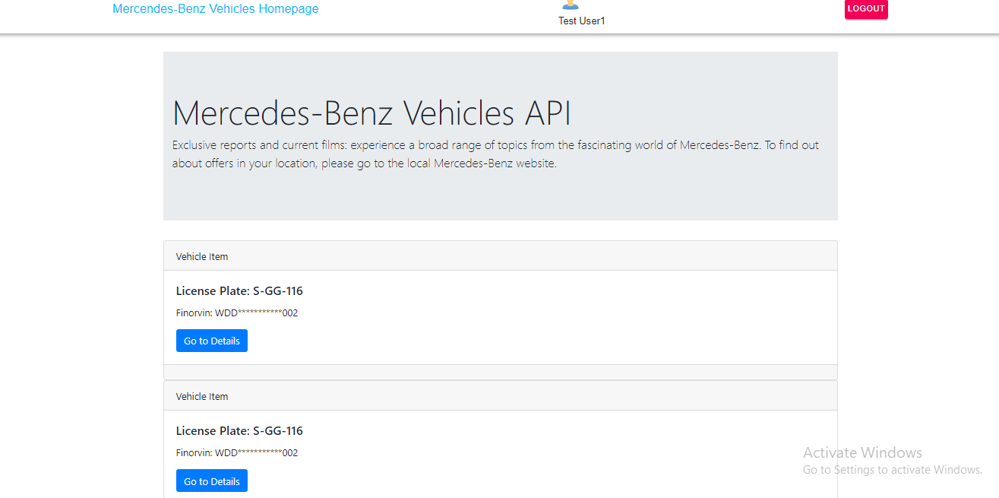 Mercendes-Benz Vehicles Homepage
Test User1
LOGOUT
Mercedes-Benz Vehicles API
Exclusive reports and current films: experience a broad range of topics from the fascinating world of Mercedes-Benz. To find out
about offers in your location, please go to the local Mercedes-Benz website.
Vehicle Item
License Plate: S-GG-116
Finorvin: WDD***********002
Go to Details
Vehicle Item
License Plate: S-GG-116
Finorvin: WDD***********002
Go to Details
Activate Windows
Go to Settings to activate Windows.